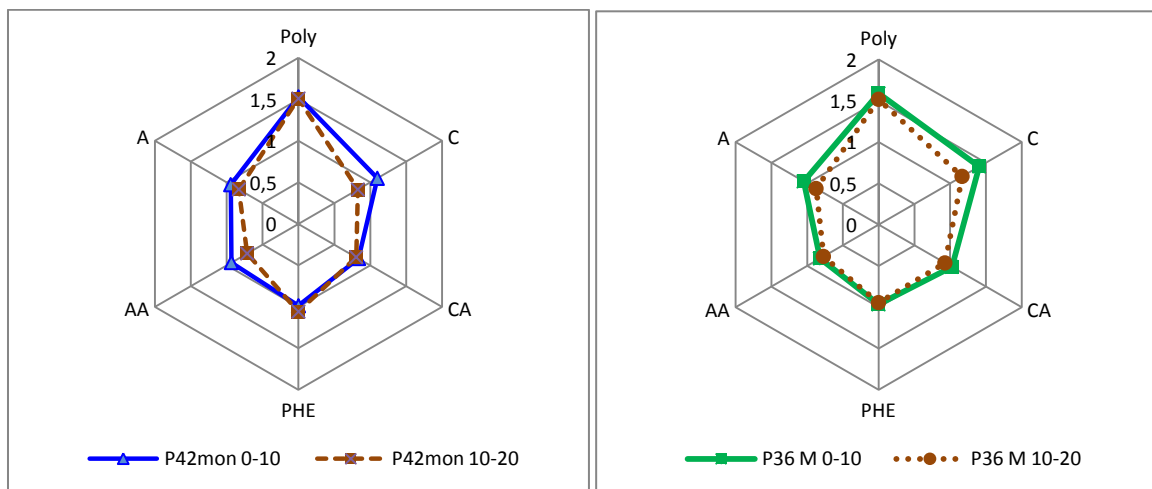 Poly
2
1,5
1
0,5
0
A
C
AA
CA
PHE
P42mon 0-10
P42mon 10-20
Poly
2
1,5
1
0,5
0
A
C
AA
CA
PHE
P36 M 0-10
P36 M 10-20